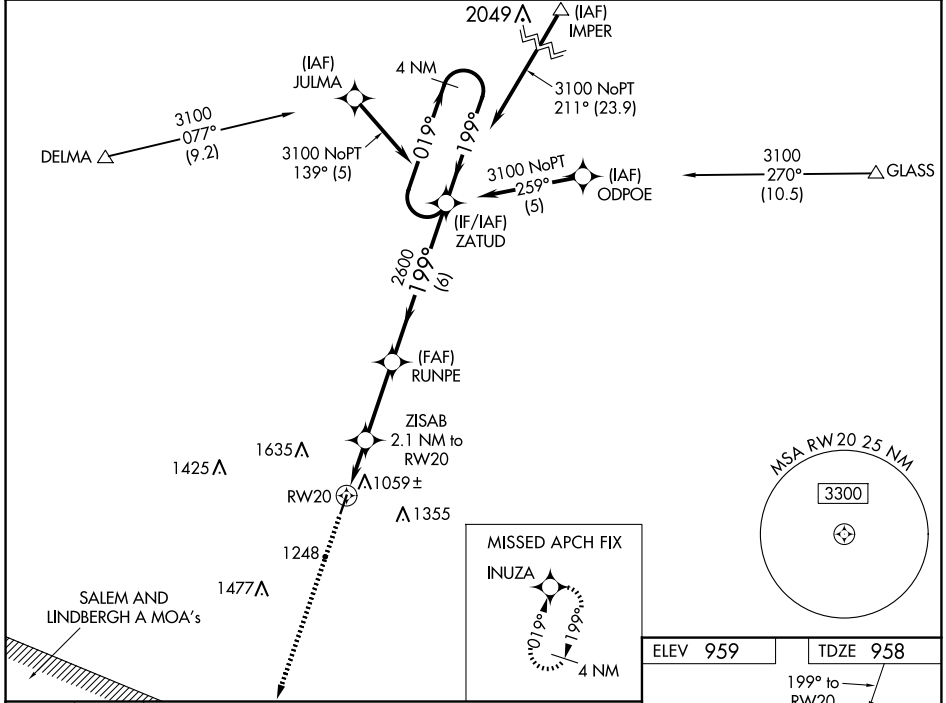 2049
(IAF)
IMPER
(IAF)
JULMA
4 NM
3100 NoPT
211° (23.9)
3100
077°
(9.2)
DELMA
3100 NoPT
139° (5)
019°
199°
3100 NoPT
259°
(5)
(IAF)
ODPOE
3100
270°
(10.5)
GLASS
(IF/IAF)
ZATUD
2600
199°
(6)
(FAF)
RUNPE
ZISAB
2.1 NM to
RW20
1635
1425
1059±
RW20
1355
1248
1477
MSA RW20 25 NM
3300
MISSED APCH FIX
INUZA
019°
199°
4 NM
SALEM AND
LINDBERGH A MOA's
ELEV 959
TDZE 958
199° to
RW20